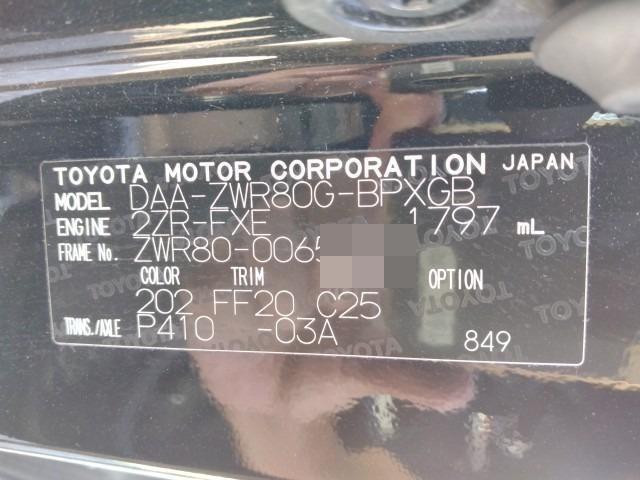 TOYOTA MOTOR CORPORATION JAPAN
MODEL DAA-ZWR80G-BPXGB
ENGINE 2ZR-FXE 1797 mL
FRAME No. ZWR80-0065
COLOR TRIM OPTION
202 FF20 C25
TRANS./AXLE P410 -03A 849